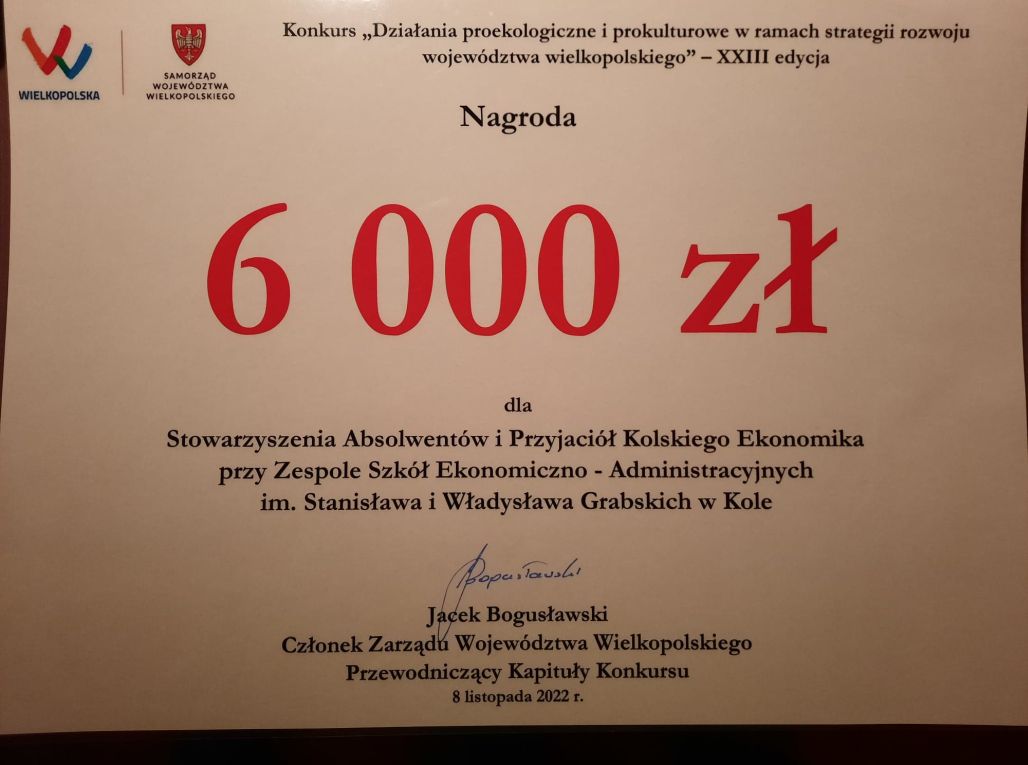 Konkurs „Działania proekologiczne i prokulturowe w ramach strategii rozwoju
województwa wielkopolskiego” – XXIII edycja
WIELKOPOLSKA
SAMORZĄD
WOJEWÓDZTWA
WIELKOPOLSKIEGO
Nagroda
6 000 zł
dla
Stowarzyszenia Absolwentów i Przyjaciół Kolskiego Ekonomika
przy Zespole Szkół Ekonomiczno - Administracyjnych
im. Stanisława i Władysława Grabskich w Kole
Bogusławski
Jacek Bogusławski
Członek Zarządu Województwa Wielkopolskiego
Przewodniczący Kapituły Konkursu
8 listopada 2022 r.